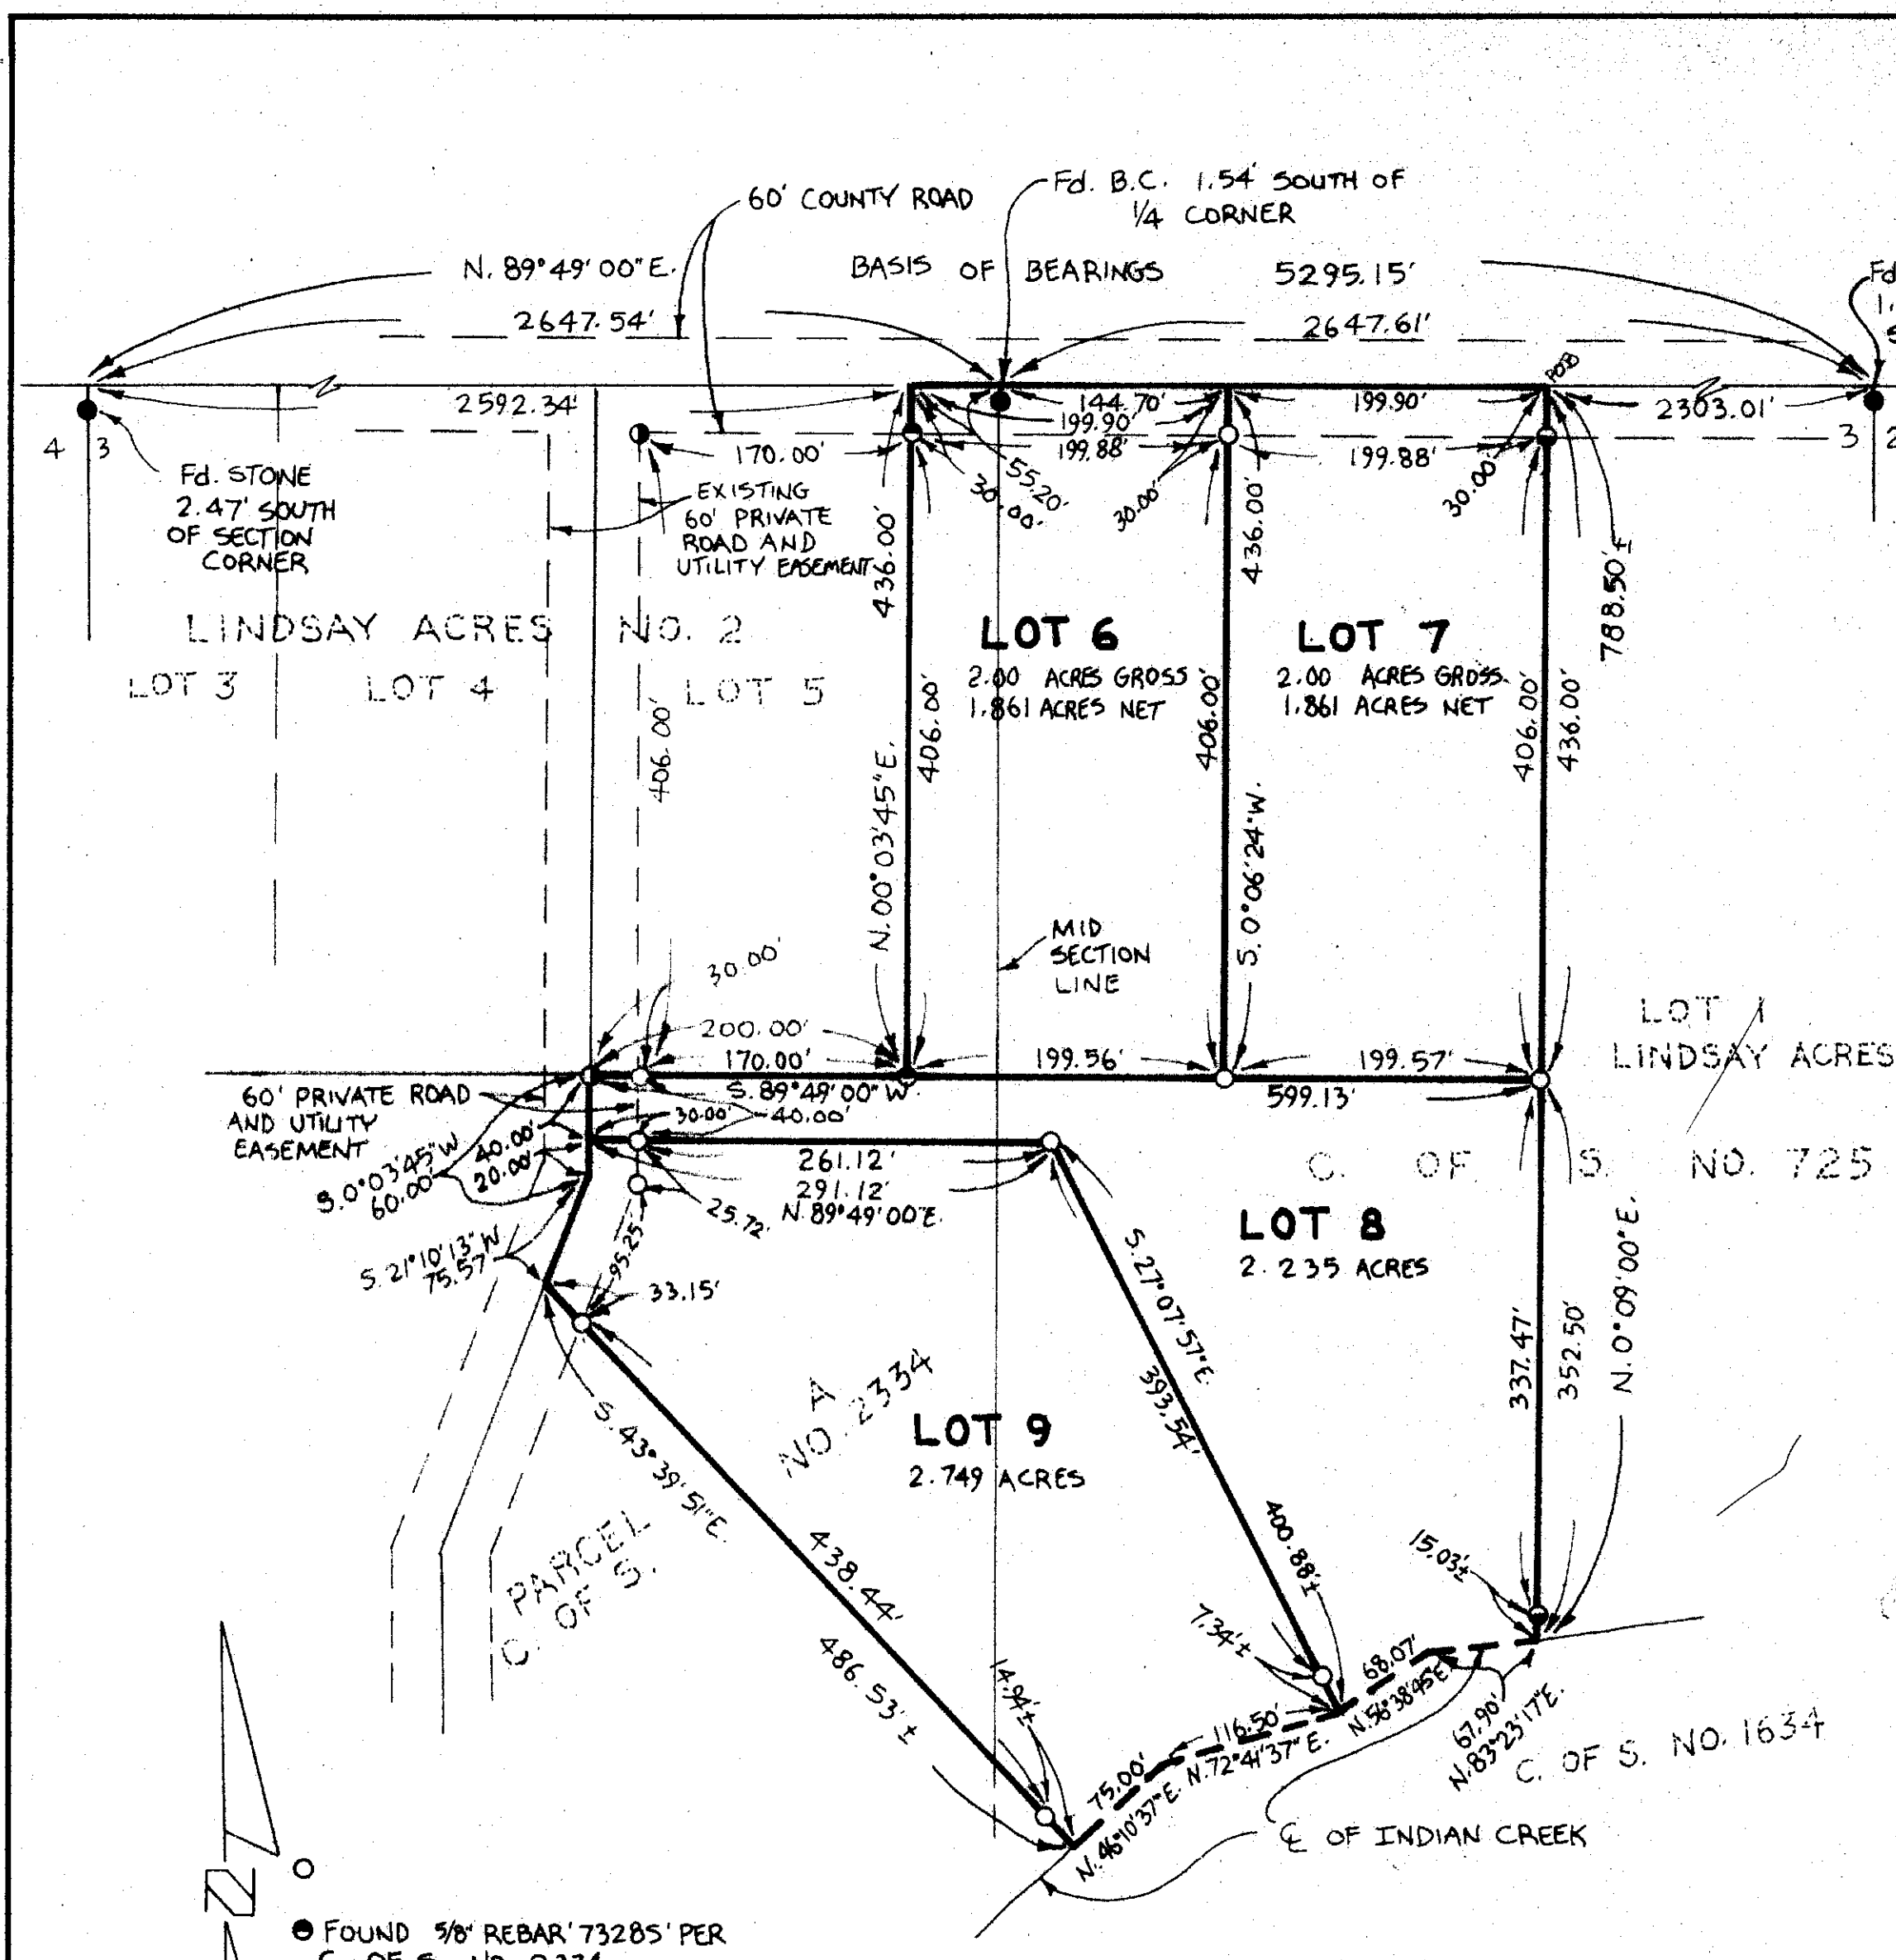 60' COUNTY ROAD
Fd. B.C. 1.54' SOUTH OF
1/4 CORNER
N. 89°49'00"E.
BASIS OF BEARINGS
5295.15'
Fd
1.
2647.54'
2647.61'
POB
2592.34'
144.70'
199.90'
199.90'
2303.01'
4 3
3 2
170.00'
199.88'
199.88'
55.20'
30.00'
30.00'
30.00'
Fd. STONE
2.47' SOUTH
OF SECTION
CORNER
EXISTING
60' PRIVATE
ROAD AND
UTILITY EASEMENT
436.00'
436.00'
788.50'±
LINDSAY ACRES NO. 2
LOT 3
LOT 4
LOT 5
LOT 6
2.00 ACRES GROSS
1.861 ACRES NET
LOT 7
2.00 ACRES GROSS
1.861 ACRES NET
406.00'
406.00'
406.00'
406.00'
436.00'
N.00°03'45"E.
S.0°06'24"W.
MID
SECTION
LINE
30.00'
200.00'
170.00'
S.89°49'00"W.
199.56'
199.57'
599.13'
LOT 1
LINDSAY ACRES
60' PRIVATE ROAD
AND UTILITY
EASEMENT
30.00'
40.00'
S.0°03'45"W
60.00'
40.00'
20.00'
261.12'
291.12'
N.89°49'00"E.
25.72'
C. OF S. NO. 725
LOT 8
2.235 ACRES
S.21°10'13"W
75.57'
95.25'
33.15'
S.27°07'57"E.
393.54'
400.88'±
337.47'
352.50'
N.0°09'00"E.
A
NO. 2334
PARCEL
C. OF S.
LOT 9
2.749 ACRES
S.43°39'51"E.
438.44'
486.53'±
14.94'±
7.34'±
15.03'±
75.00'
N.46°10'37"E.
116.50'
N.72°41'37"E.
68.07'
N.56°38'45"E.
67.90'
N.83°23'17"E.
C. OF S. NO. 1634
℄ OF INDIAN CREEK
N
FOUND 5/8" REBAR '7328S' PER
C. OF S. NO. 2334